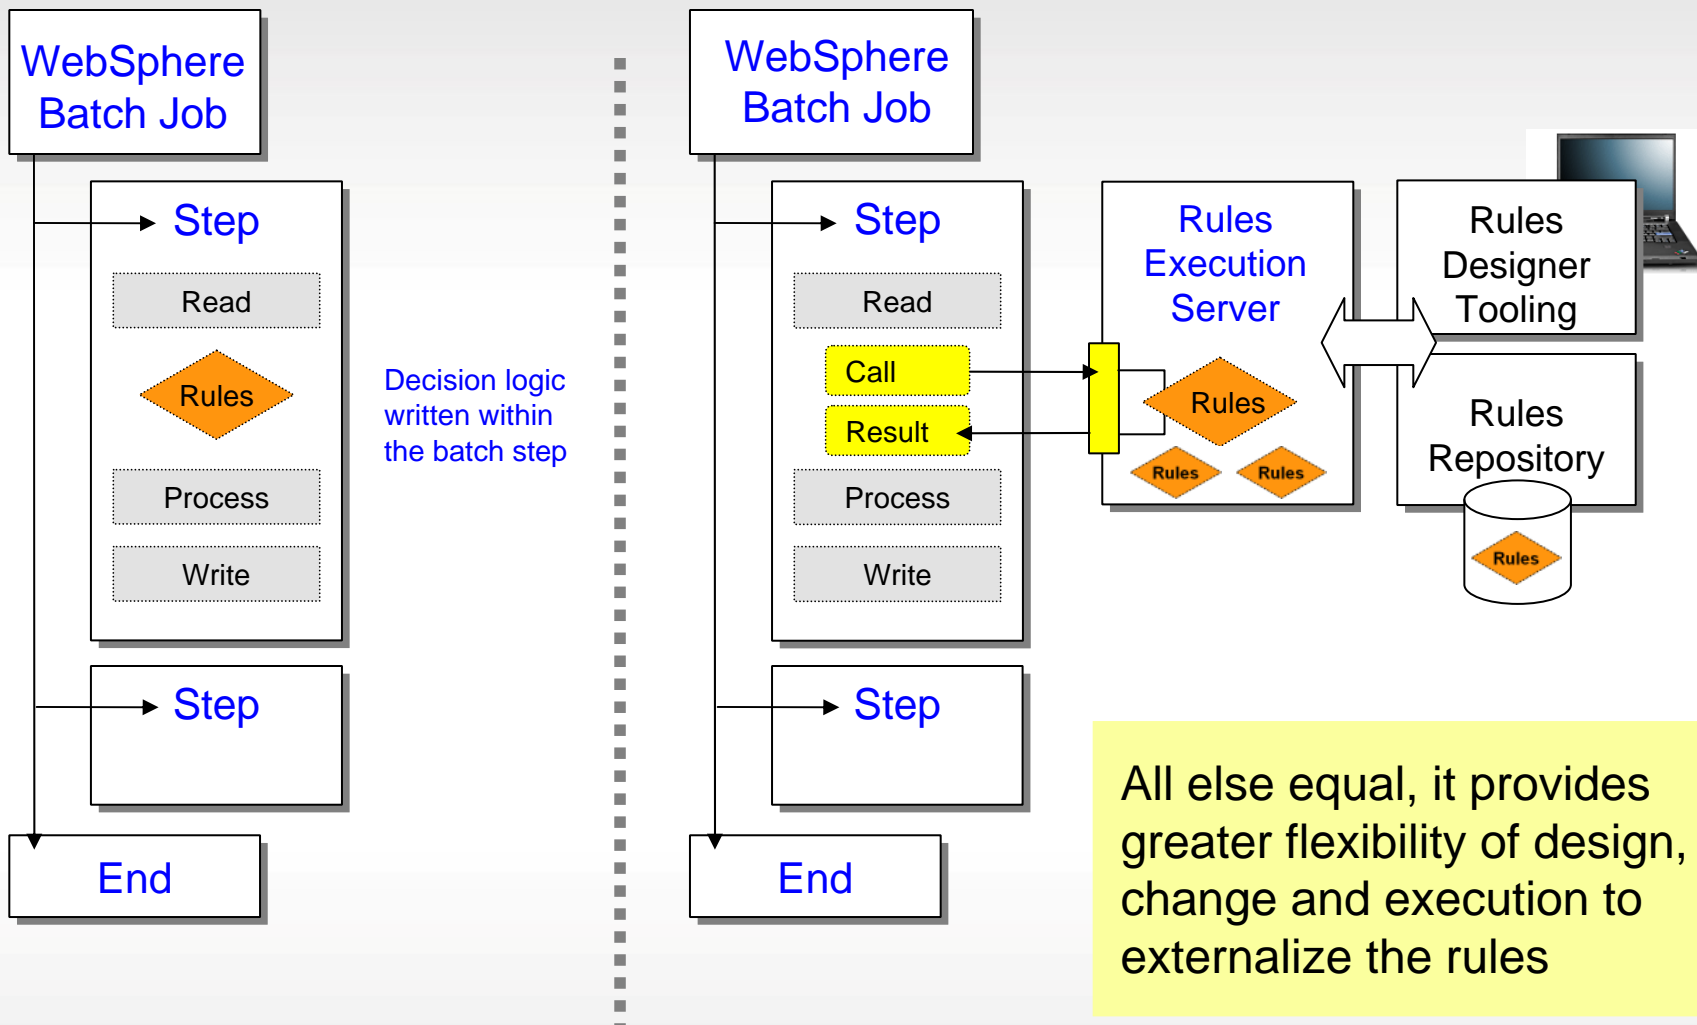 WebSphere
Batch Job
Step
Read
Rules
Process
Write
Decision logic
written within
the batch step
Step
End
WebSphere
Batch Job
Step
Read
Call
Result
Process
Write
Step
End
Rules
Execution
Server
Rules
Rules
Rules
Rules
Designer
Tooling
Rules
Repository
Rules
All else equal, it provides
greater flexibility of design,
change and execution to
externalize the rules